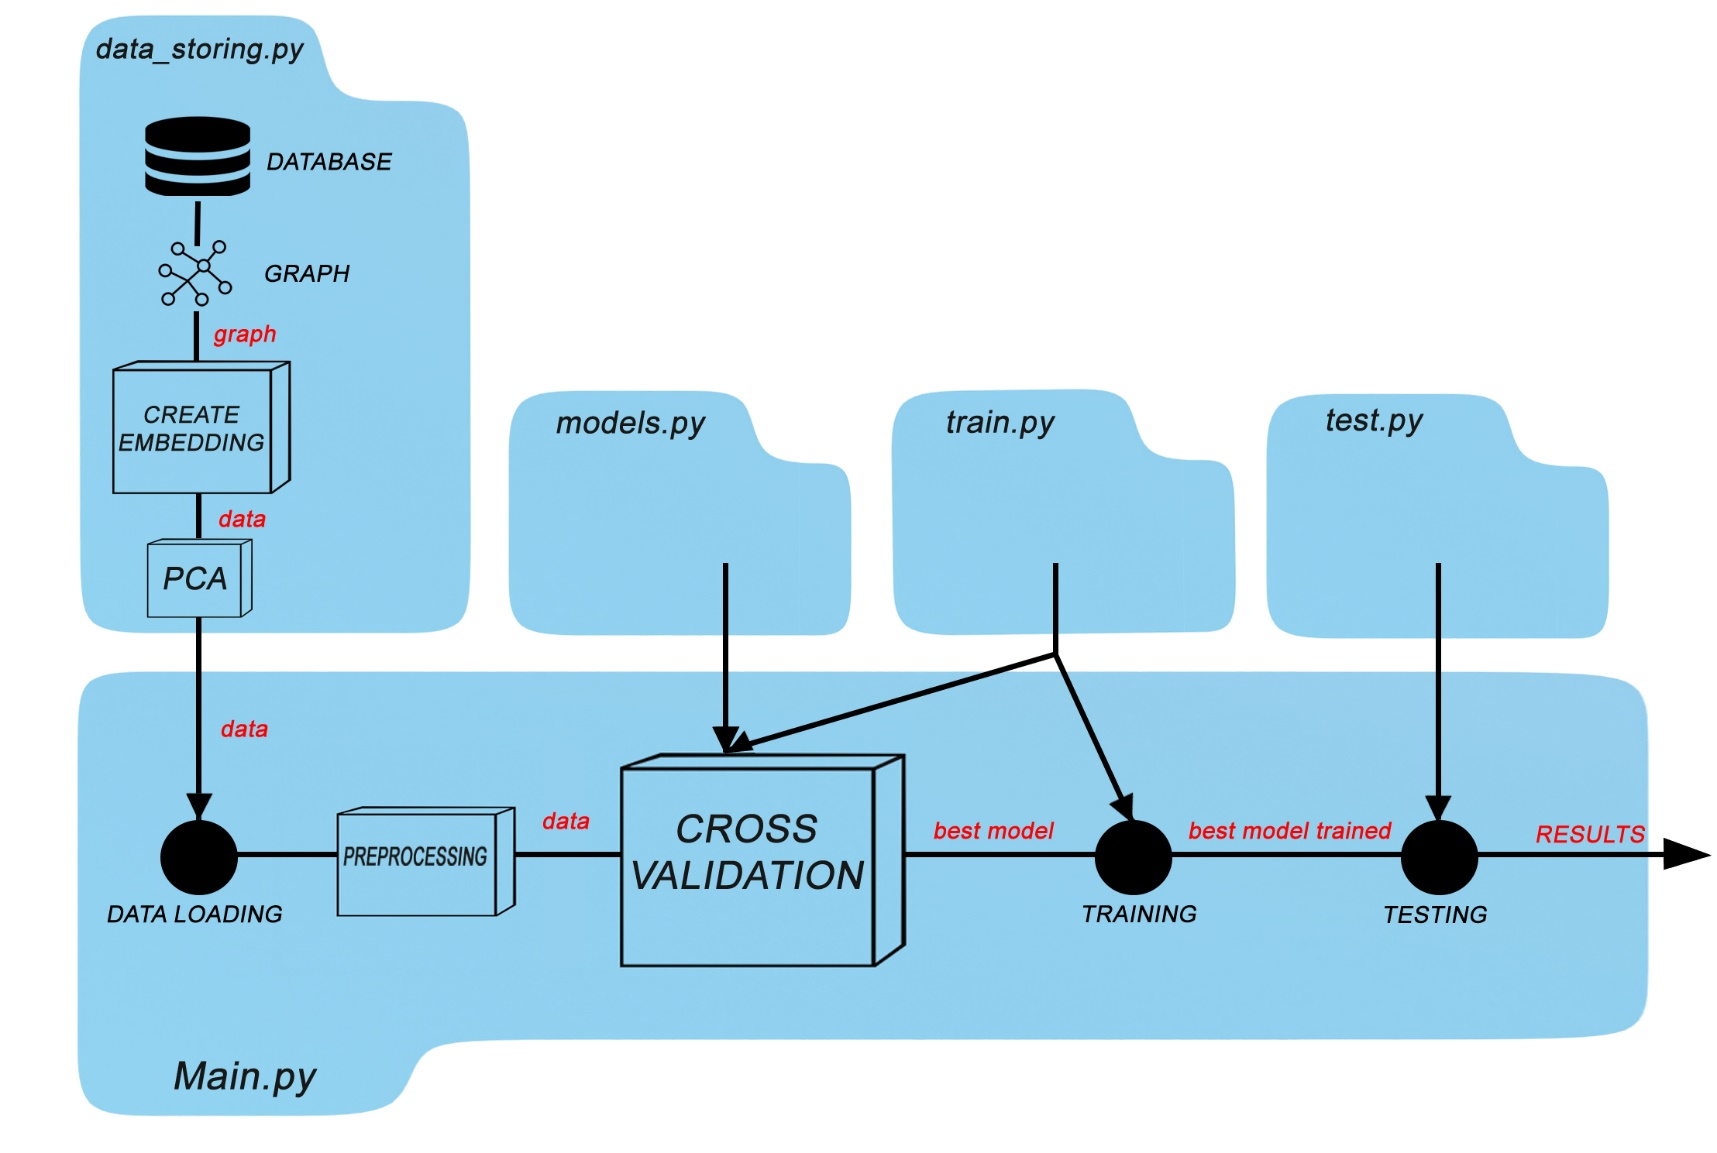 data_storing.py
DATABASE
GRAPH
graph
CREATE
EMBEDDING
data
PCA
data
models.py
train.py
test.py
DATA LOADING
PREPROCESSING
data
CROSS
VALIDATION
best model
TRAINING
best model trained
TESTING
RESULTS
Main.py